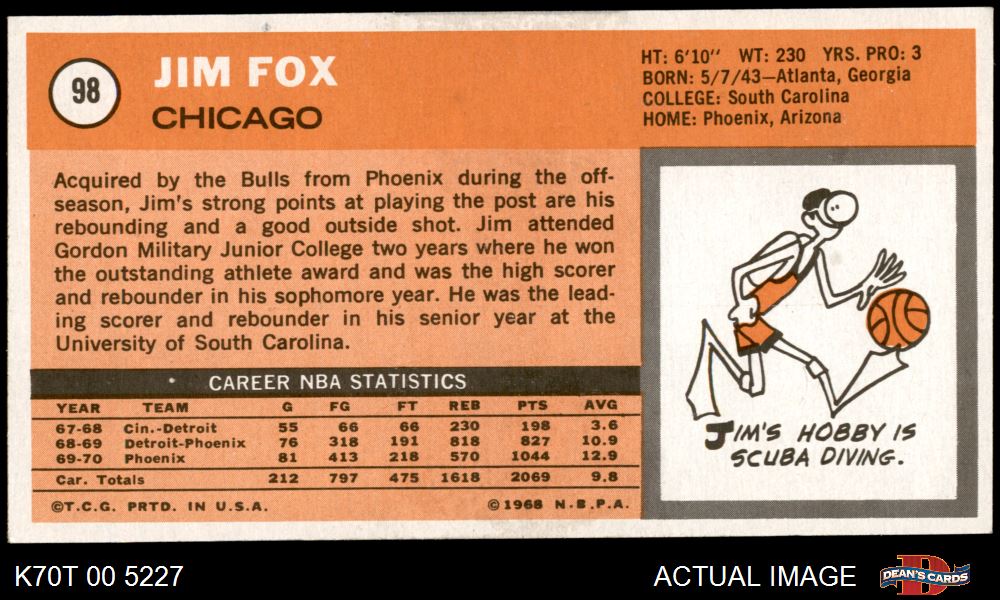 98
JIM FOX
CHICAGO
HT: 6'10'' WT: 230 YRS. PRO: 3
BORN: 5/7/43—Atlanta, Georgia
COLLEGE: South Carolina
HOME: Phoenix, Arizona
Acquired by the Bulls from Phoenix during the off-
season, Jim's strong points at playing the post are his
rebounding and a good outside shot. Jim attended
Gordon Military Junior College two years where he won
the outstanding athlete award and was the high scorer
and rebounder in his sophomore year. He was the lead-
ing scorer and rebounder in his senior year at the
University of South Carolina.
CAREER NBA STATISTICS
YEAR TEAM G FG FT REB PTS AVG
67-68 Cin.-Detroit 55 66 66 230 198 3.6
68-69 Detroit-Phoenix 76 318 191 818 827 10.9
69-70 Phoenix 81 413 218 570 1044 12.9
Car. Totals 212 797 475 1618 2069 9.8
©T.C.G. PRTD. IN U.S.A. ©1968 N.B.P.A.
JIM'S HOBBY IS
SCUBA DIVING.
K70T 00 5227
ACTUAL IMAGE
D
DEAN'S CARDS